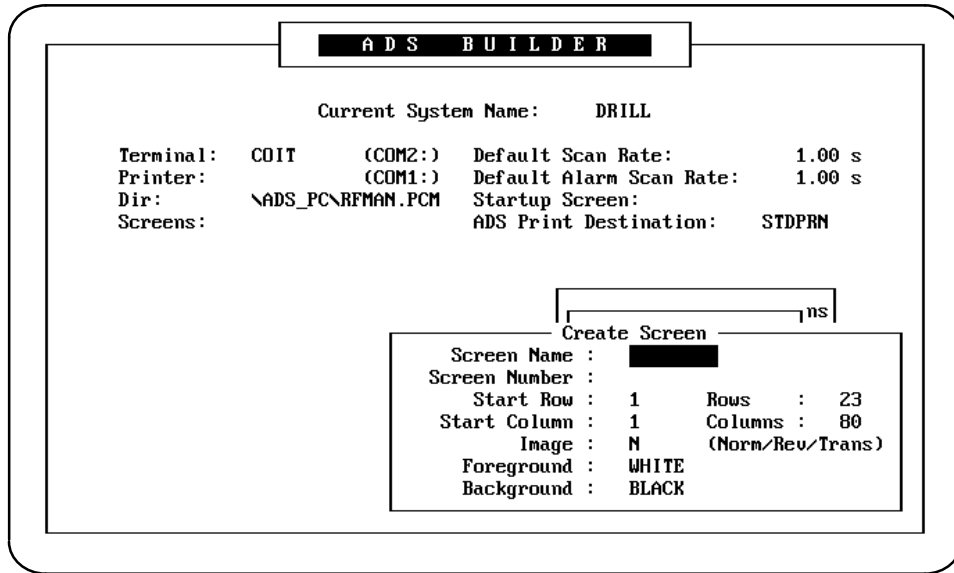 ADS BUILDER
Current System Name: DRILL
Terminal: COIT (COM2:) Default Scan Rate: 1.00 s
Printer: (COM1:) Default Alarm Scan Rate: 1.00 s
Dir: \ADS_PC\RFMAN.PCM Startup Screen:
Screens: ADS Print Destination: STDPRN
ns
Create Screen
Screen Name :
Screen Number :
Start Row : 1 Rows : 23
Start Column : 1 Columns : 80
Image : N (Norm/Rev/Trans)
Foreground : WHITE
Background : BLACK